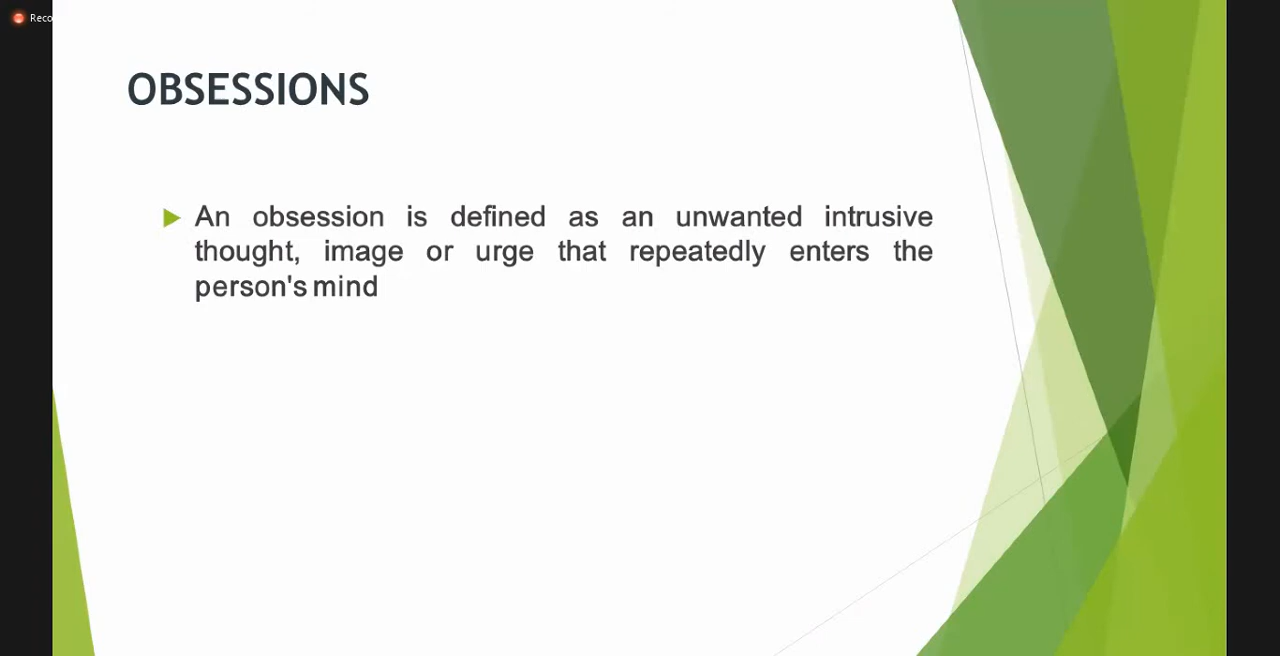 Reco
OBSESSIONS
An obsession is defined as an unwanted intrusive
thought, image or urge that repeatedly enters the
person's mind